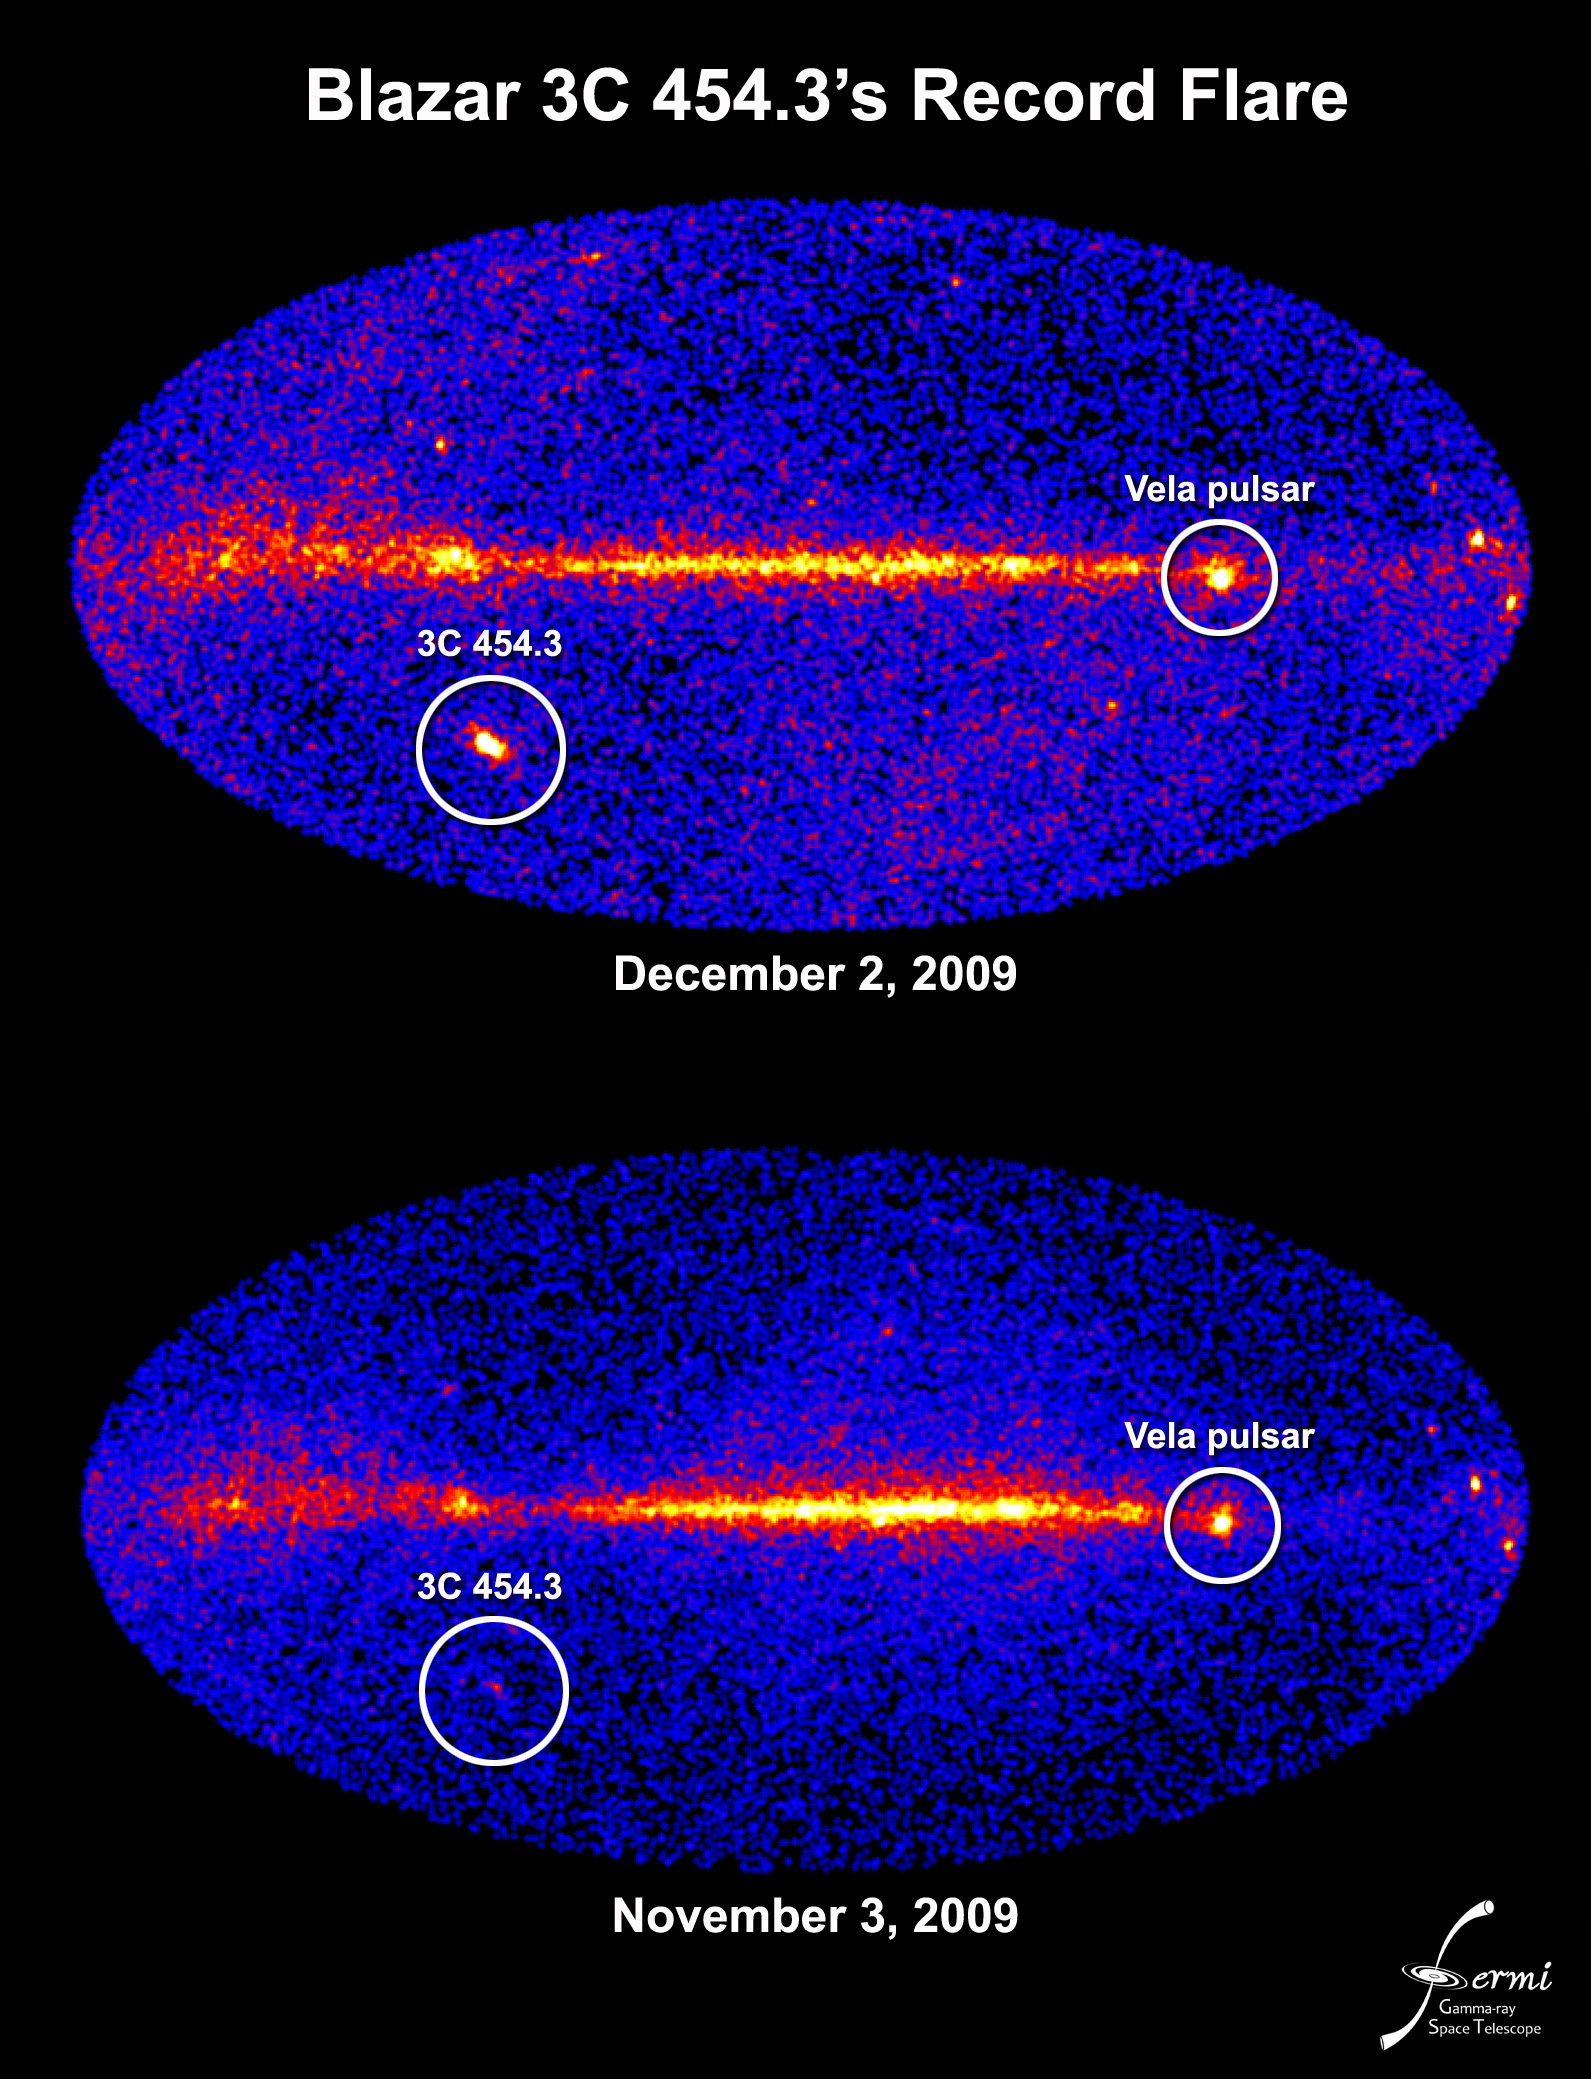 Blazar 3C 454.3’s Record Flare
Vela pulsar
3C 454.3
December 2, 2009
Vela pulsar
3C 454.3
November 3, 2009
Fermi
Gamma-ray
Space Telescope